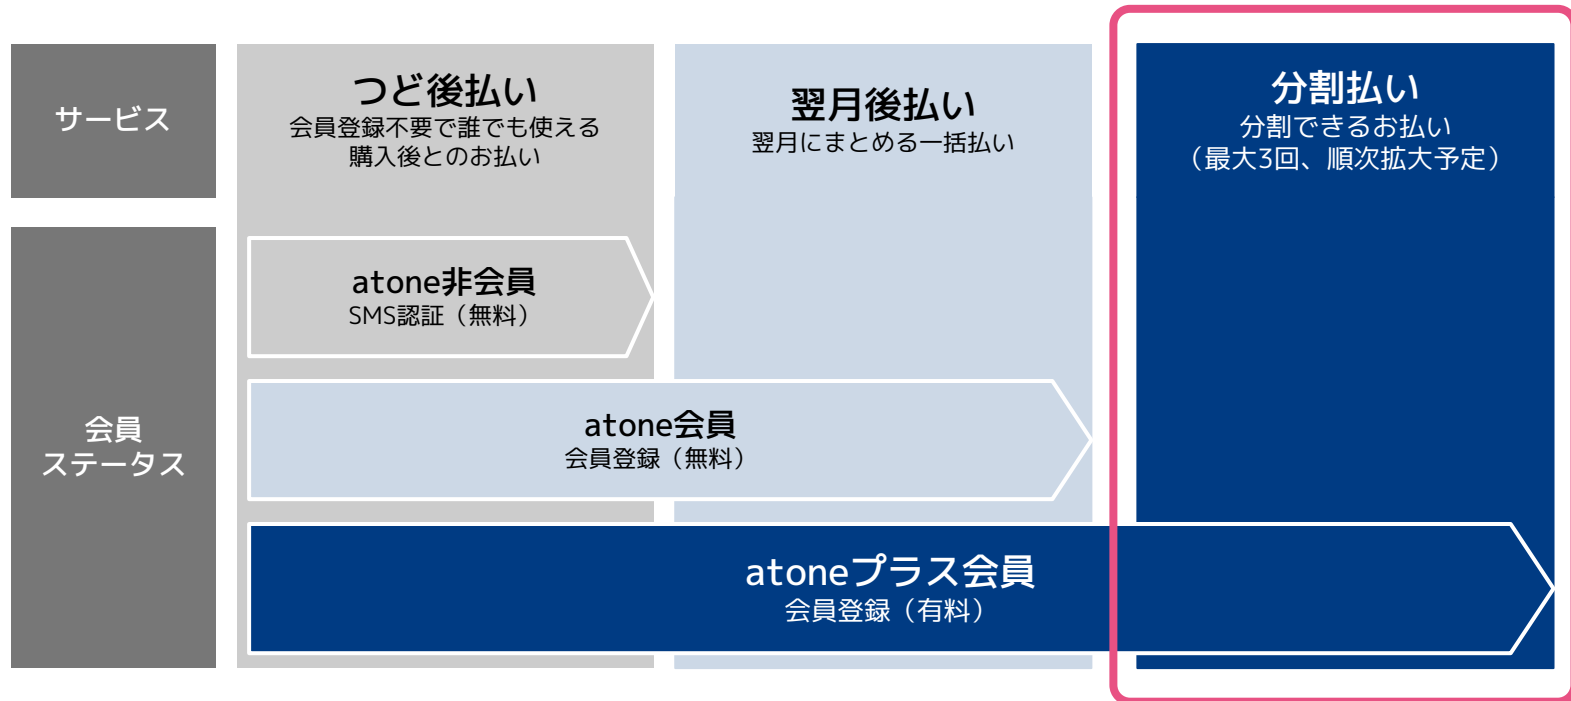 サービス
つど後払い
会員登録不要で誰でも使える
購入後とのお払い
翌月後払い
翌月にまとめる一括払い
分割払い
分割できるお払い
（最大3回、順次拡大予定）
会員
ステータス
atone非会員
SMS認証（無料）
atone会員
会員登録（無料）
atoneプラス会員
会員登録（有料）